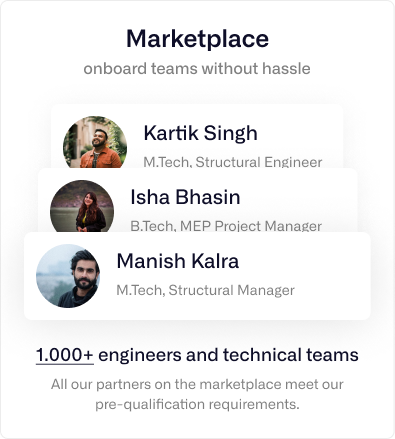 Marketplace
onboard teams without hassle
Kartik Singh
M.Tech, Structural Engineer
Isha Bhasin
B.Tech, MEP Project Manager
Manish Kalra
M.Tech, Structural Manager
1.000+ engineers and technical teams
All our partners on the marketplace meet our
pre-qualification requirements.